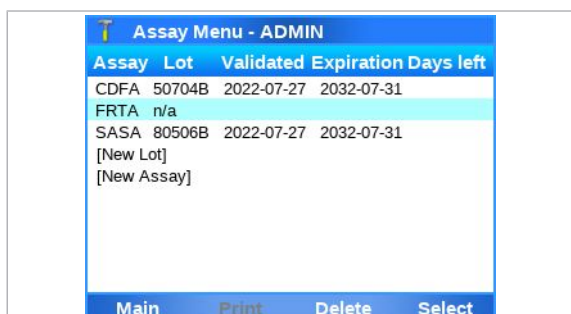 Assay Menu - ADMIN
Assay Lot Validated Expiration Days left
CDFA 50704B 2022-07-27 2032-07-31
FRTA n/a
SASA 80506B 2022-07-27 2032-07-31
[New Lot]
[New Assay]
Main Print Delete Select